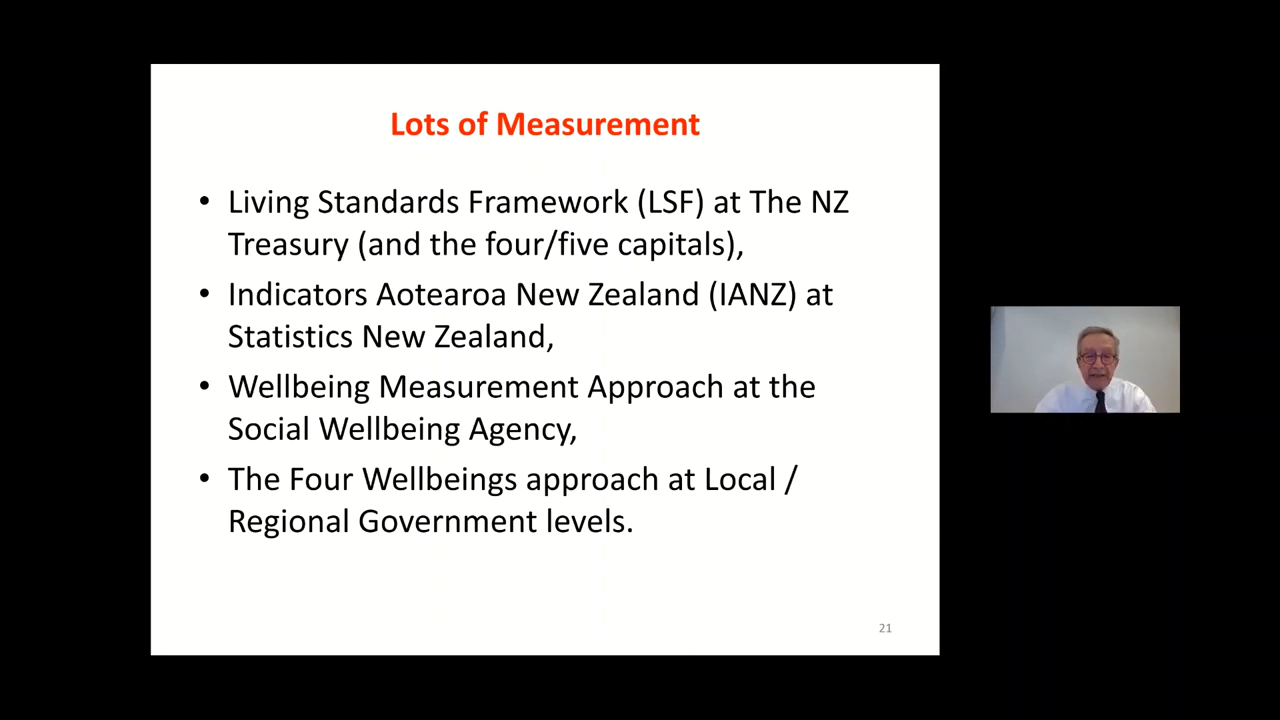 Lots of Measurement
• Living Standards Framework (LSF) at The NZ
Treasury (and the four/five capitals),
• Indicators Aotearoa New Zealand (IANZ) at
Statistics New Zealand,
• Wellbeing Measurement Approach at the
Social Wellbeing Agency,
• The Four Wellbeings approach at Local /
Regional Government levels.
21